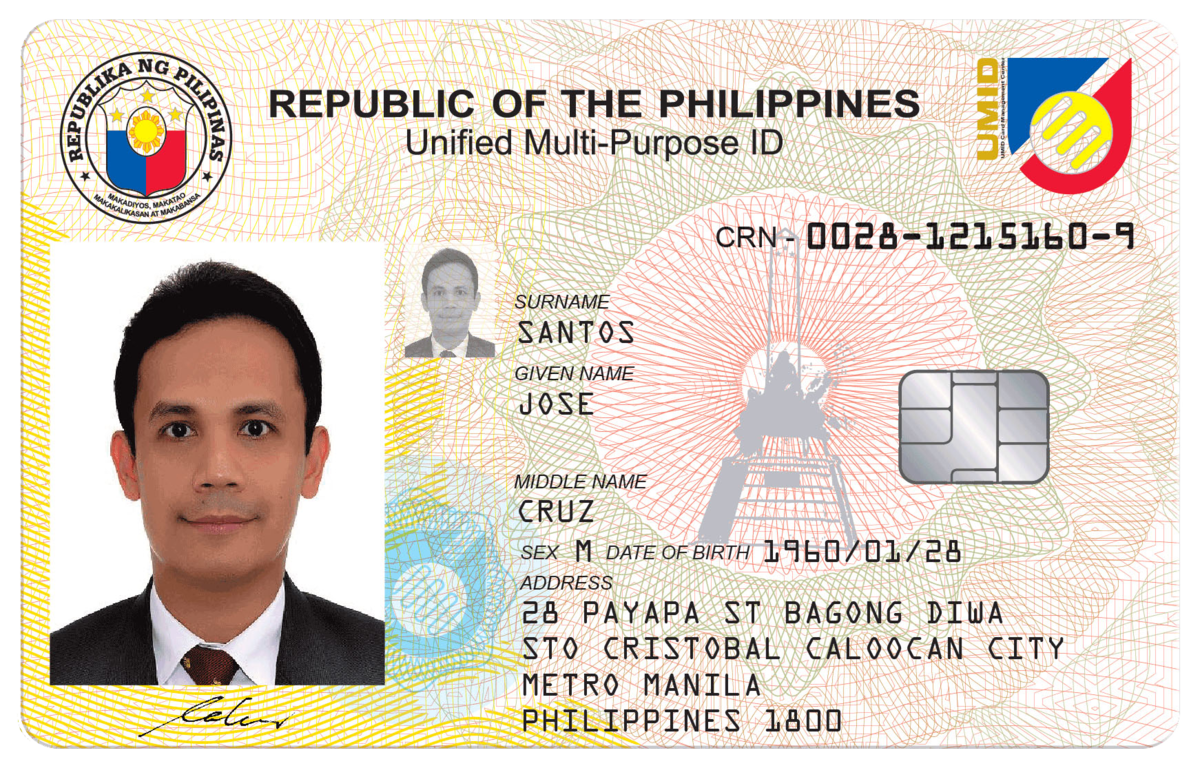 REPUBLIKA NG PILIPINAS
MAKADIYOS, MAKATAO
MAKAKALIKASAN AT MAKABANSA
REPUBLIC OF THE PHILIPPINES
Unified Multi-Purpose ID
UMID
UMID Card Management Center
CRN - 0028-1215160-9
SURNAME
SANTOS
GIVEN NAME
JOSE
MIDDLE NAME
CRUZ
SEX M DATE OF BIRTH 1960/01/28
ADDRESS
28 PAYAPA ST BAGONG DIWA
STO CRISTOBAL CALOOCAN CITY
METRO MANILA
PHILIPPINES 1800